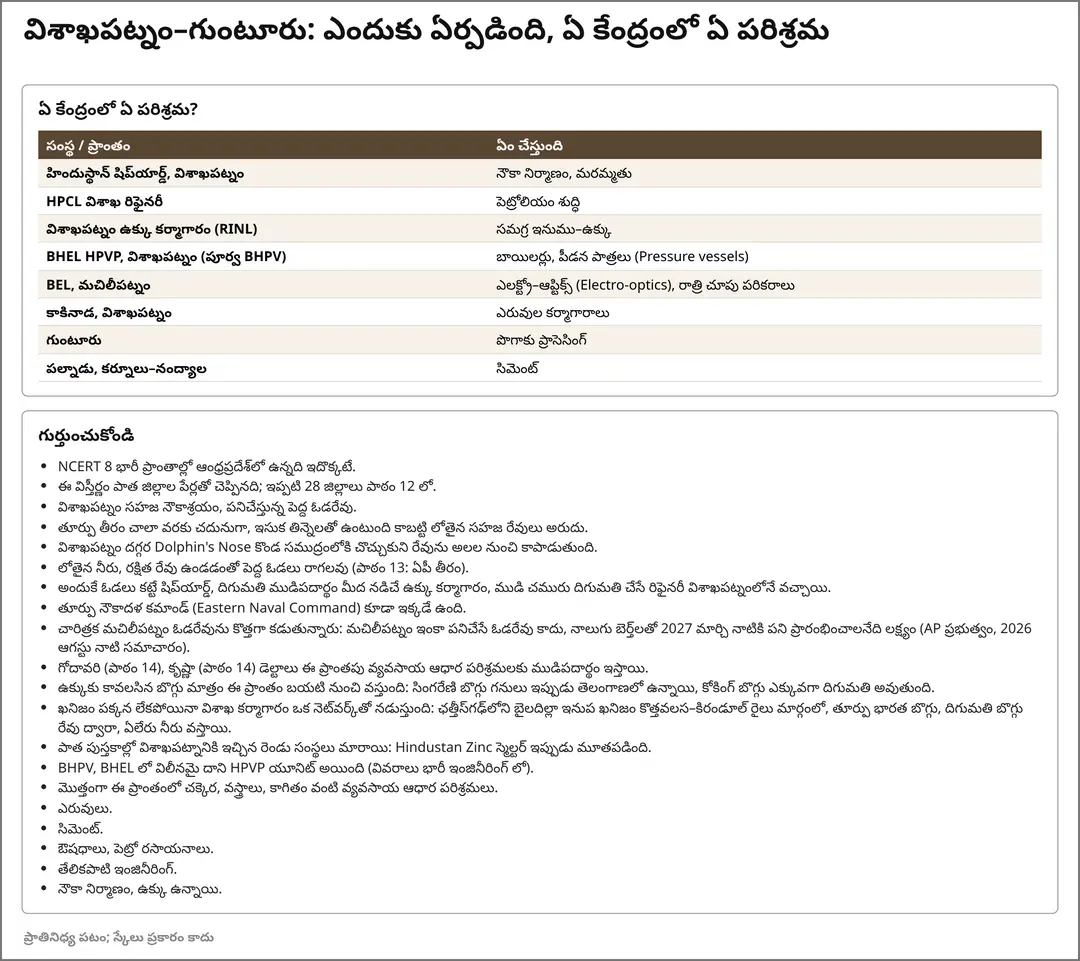 విశాఖపట్నం–గుంటూరు: ఎందుకు ఏర్పడింది, ఏ కేంద్రంలో ఏ పరిశ్రమ
ఏ కేంద్రంలో ఏ పరిశ్రమ?
సంస్థ / ప్రాంతం ఏం చేస్తుంది
హిందుస్థాన్ షిప్‌యార్డ్, విశాఖపట్నం నౌకా నిర్మాణం, మరమ్మతు
HPCL విశాఖ రిఫైనరీ పెట్రోలియం శుద్ధి
విశాఖపట్నం ఉక్కు కర్మాగారం (RINL) సమగ్ర ఇనుము–ఉక్కు
BHEL HPVP, విశాఖపట్నం (పూర్వ BHPV) బాయిలర్లు, పీడన పాత్రలు (Pressure vessels)
BEL, మచిలీపట్నం ఎలక్ట్రో–ఆప్టిక్స్ (Electro-optics), రాత్రి చూపు పరికరాలు
కాకినాడ, విశాఖపట్నం ఎరువుల కర్మాగారాలు
గుంటూరు పొగాకు ప్రాసెసింగ్
పల్నాడు, కర్నూలు–నంద్యాల సిమెంట్
గుర్తుంచుకోండి
• NCERT 8 భారీ ప్రాంతాల్లో ఆంధ్రప్రదేశ్‌లో ఉన్నది ఇదొక్కటే.
• ఈ విస్తీర్ణం పాత జిల్లాల పేర్లతో చెప్పినది; ఇప్పటి 28 జిల్లాలు పాఠం 12 లో.
• విశాఖపట్నం సహజ నౌకాశ్రయం, పనిచేస్తున్న పెద్ద ఓడరేవు.
• తూర్పు తీరం చాలా వరకు చదునుగా, ఇసుక తిన్నెలతో ఉంటుంది కాబట్టి లోతైన సహజ రేవులు అరుదు.
• విశాఖపట్నం దగ్గర Dolphin's Nose కొండ సముద్రంలోకి చొచ్చుకుని రేవును అలల నుంచి కాపాడుతుంది.
• లోతైన నీరు, రక్షిత రేవు ఉండడంతో పెద్ద ఓడలు రాగలవు (పాఠం 13: ఏపీ తీరం).
• అందుకే ఓడలు కట్టే షిప్‌యార్డ్, దిగుమతి ముడిపదార్థం మీద నడిచే ఉక్కు కర్మాగారం, ముడి చమురు దిగుమతి చేసే రిఫైనరీ విశాఖపట్నంలోనే వచ్చాయి.
• తూర్పు నౌకాదళ కమాండ్ (Eastern Naval Command) కూడా ఇక్కడే ఉంది.
• చారిత్రక మచిలీపట్నం ఓడరేవును కొత్తగా కడుతున్నారు: మచిలీపట్నం ఇంకా పనిచేసే ఓడరేవు కాదు, నాలుగు బెర్త్‌లతో 2027 మార్చి నాటికి పని ప్రారంభించాలనేది లక్ష్యం (AP ప్రభుత్వం, 2026
ఆగస్టు నాటి సమాచారం).
• గోదావరి (పాఠం 14), కృష్ణా (పాఠం 14) డెల్టాలు ఈ ప్రాంతపు వ్యవసాయ ఆధార పరిశ్రమలకు ముడిపదార్థం ఇస్తాయి.
• ఉక్కుకు కావలసిన బొగ్గు మాత్రం ఈ ప్రాంతం బయటి నుంచి వస్తుంది: సింగరేణి బొగ్గు గనులు ఇప్పుడు తెలంగాణలో ఉన్నాయి, కోకింగ్ బొగ్గు ఎక్కువగా దిగుమతి అవుతుంది.
• ఖనిజం పక్కన లేకపోయినా విశాఖ కర్మాగారం ఒక నెట్‌వర్క్‌తో నడుస్తుంది: ఛత్తీస్‌గఢ్‌లోని బైలదిల్లా ఇనుప ఖనిజం కొత్తవలస–కిరండూల్ రైలు మార్గంలో, తూర్పు భారత బొగ్గు, దిగుమతి బొగ్గు
రేవు ద్వారా, ఏలేరు నీరు వస్తాయి.
• పాత పుస్తకాల్లో విశాఖపట్నానికి ఇచ్చిన రెండు సంస్థలు మారాయి: Hindustan Zinc స్మెల్టర్ ఇప్పుడు మూతపడింది.
• BHPV, BHEL లో విలీనమై దాని HPVP యూనిట్ అయింది (వివరాలు భారీ ఇంజినీరింగ్ లో).
• మొత్తంగా ఈ ప్రాంతంలో చక్కెర, వస్త్రాలు, కాగితం వంటి వ్యవసాయ ఆధార పరిశ్రమలు.
• ఎరువులు.
• సిమెంట్.
• ఔషధాలు, పెట్రో రసాయనాలు.
• తేలికపాటి ఇంజినీరింగ్.
• నౌకా నిర్మాణం, ఉక్కు ఉన్నాయి.
ప్రాతినిధ్య పటం; స్కేలు ప్రకారం కాదు